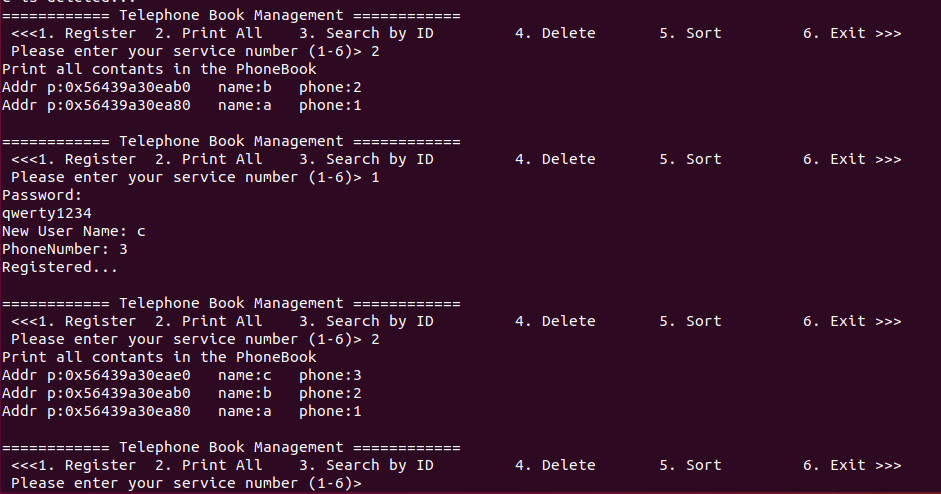 c is deleted...
============ Telephone Book Management ============
 <<<1. Register  2. Print All    3. Search by ID         4. Delete       5. Sort         6. Exit >>>
 Please enter your service number (1-6)> 2
Print all contants in the PhoneBook
Addr p:0x56439a30eab0   name:b   phone:2
Addr p:0x56439a30ea80   name:a   phone:1

============ Telephone Book Management ============
 <<<1. Register  2. Print All    3. Search by ID         4. Delete       5. Sort         6. Exit >>>
 Please enter your service number (1-6)> 1
Password:
qwerty1234
New User Name: c
PhoneNumber: 3
Registered...

============ Telephone Book Management ============
 <<<1. Register  2. Print All    3. Search by ID         4. Delete       5. Sort         6. Exit >>>
 Please enter your service number (1-6)> 2
Print all contants in the PhoneBook
Addr p:0x56439a30eae0   name:c   phone:3
Addr p:0x56439a30eab0   name:b   phone:2
Addr p:0x56439a30ea80   name:a   phone:1

============ Telephone Book Management ============
 <<<1. Register  2. Print All    3. Search by ID         4. Delete       5. Sort         6. Exit >>>
 Please enter your service number (1-6)>